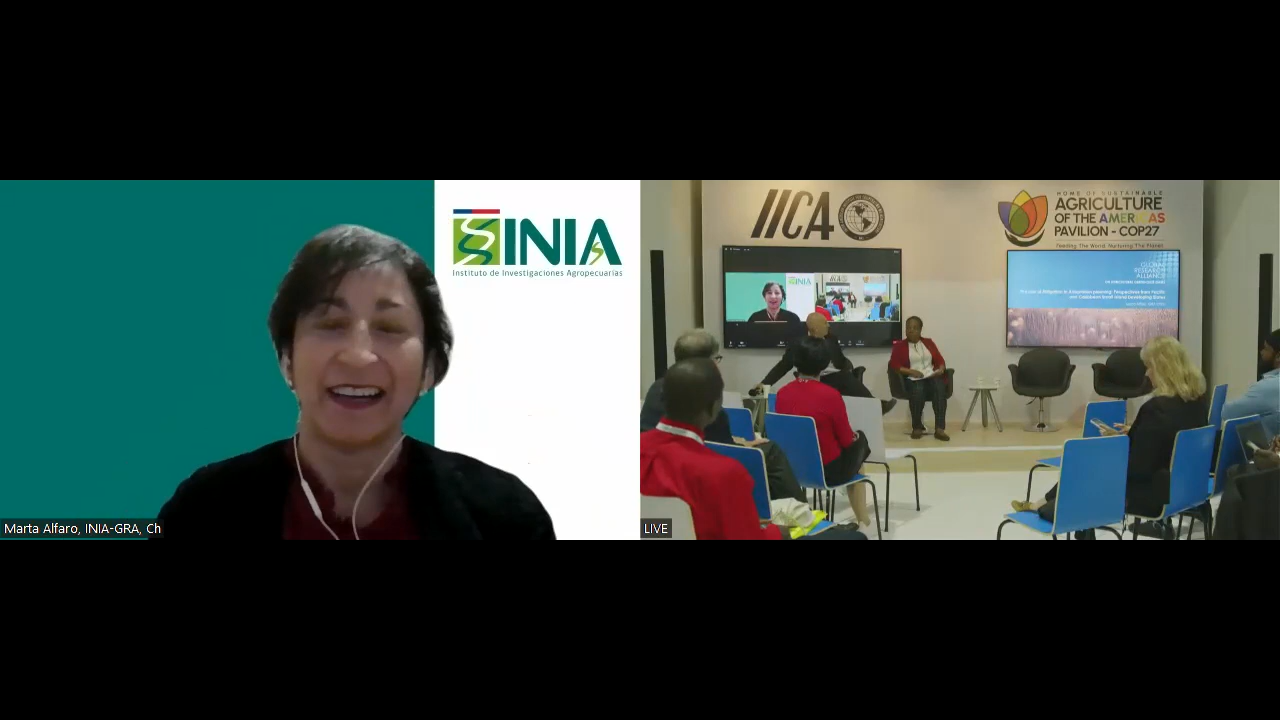 INIA
Instituto de Investigaciones Agropecuarias
Marta Alfaro, INIA-GRA, Ch
IICA
HOME OF SUSTAINABLE
AGRICULTURE
OF THE AMERICAS
PAVILION - COP27
Feeding The World, Nurturing The Planet.
INIA
GLOBAL
RESEARCH
ALLIANCE
LIVE